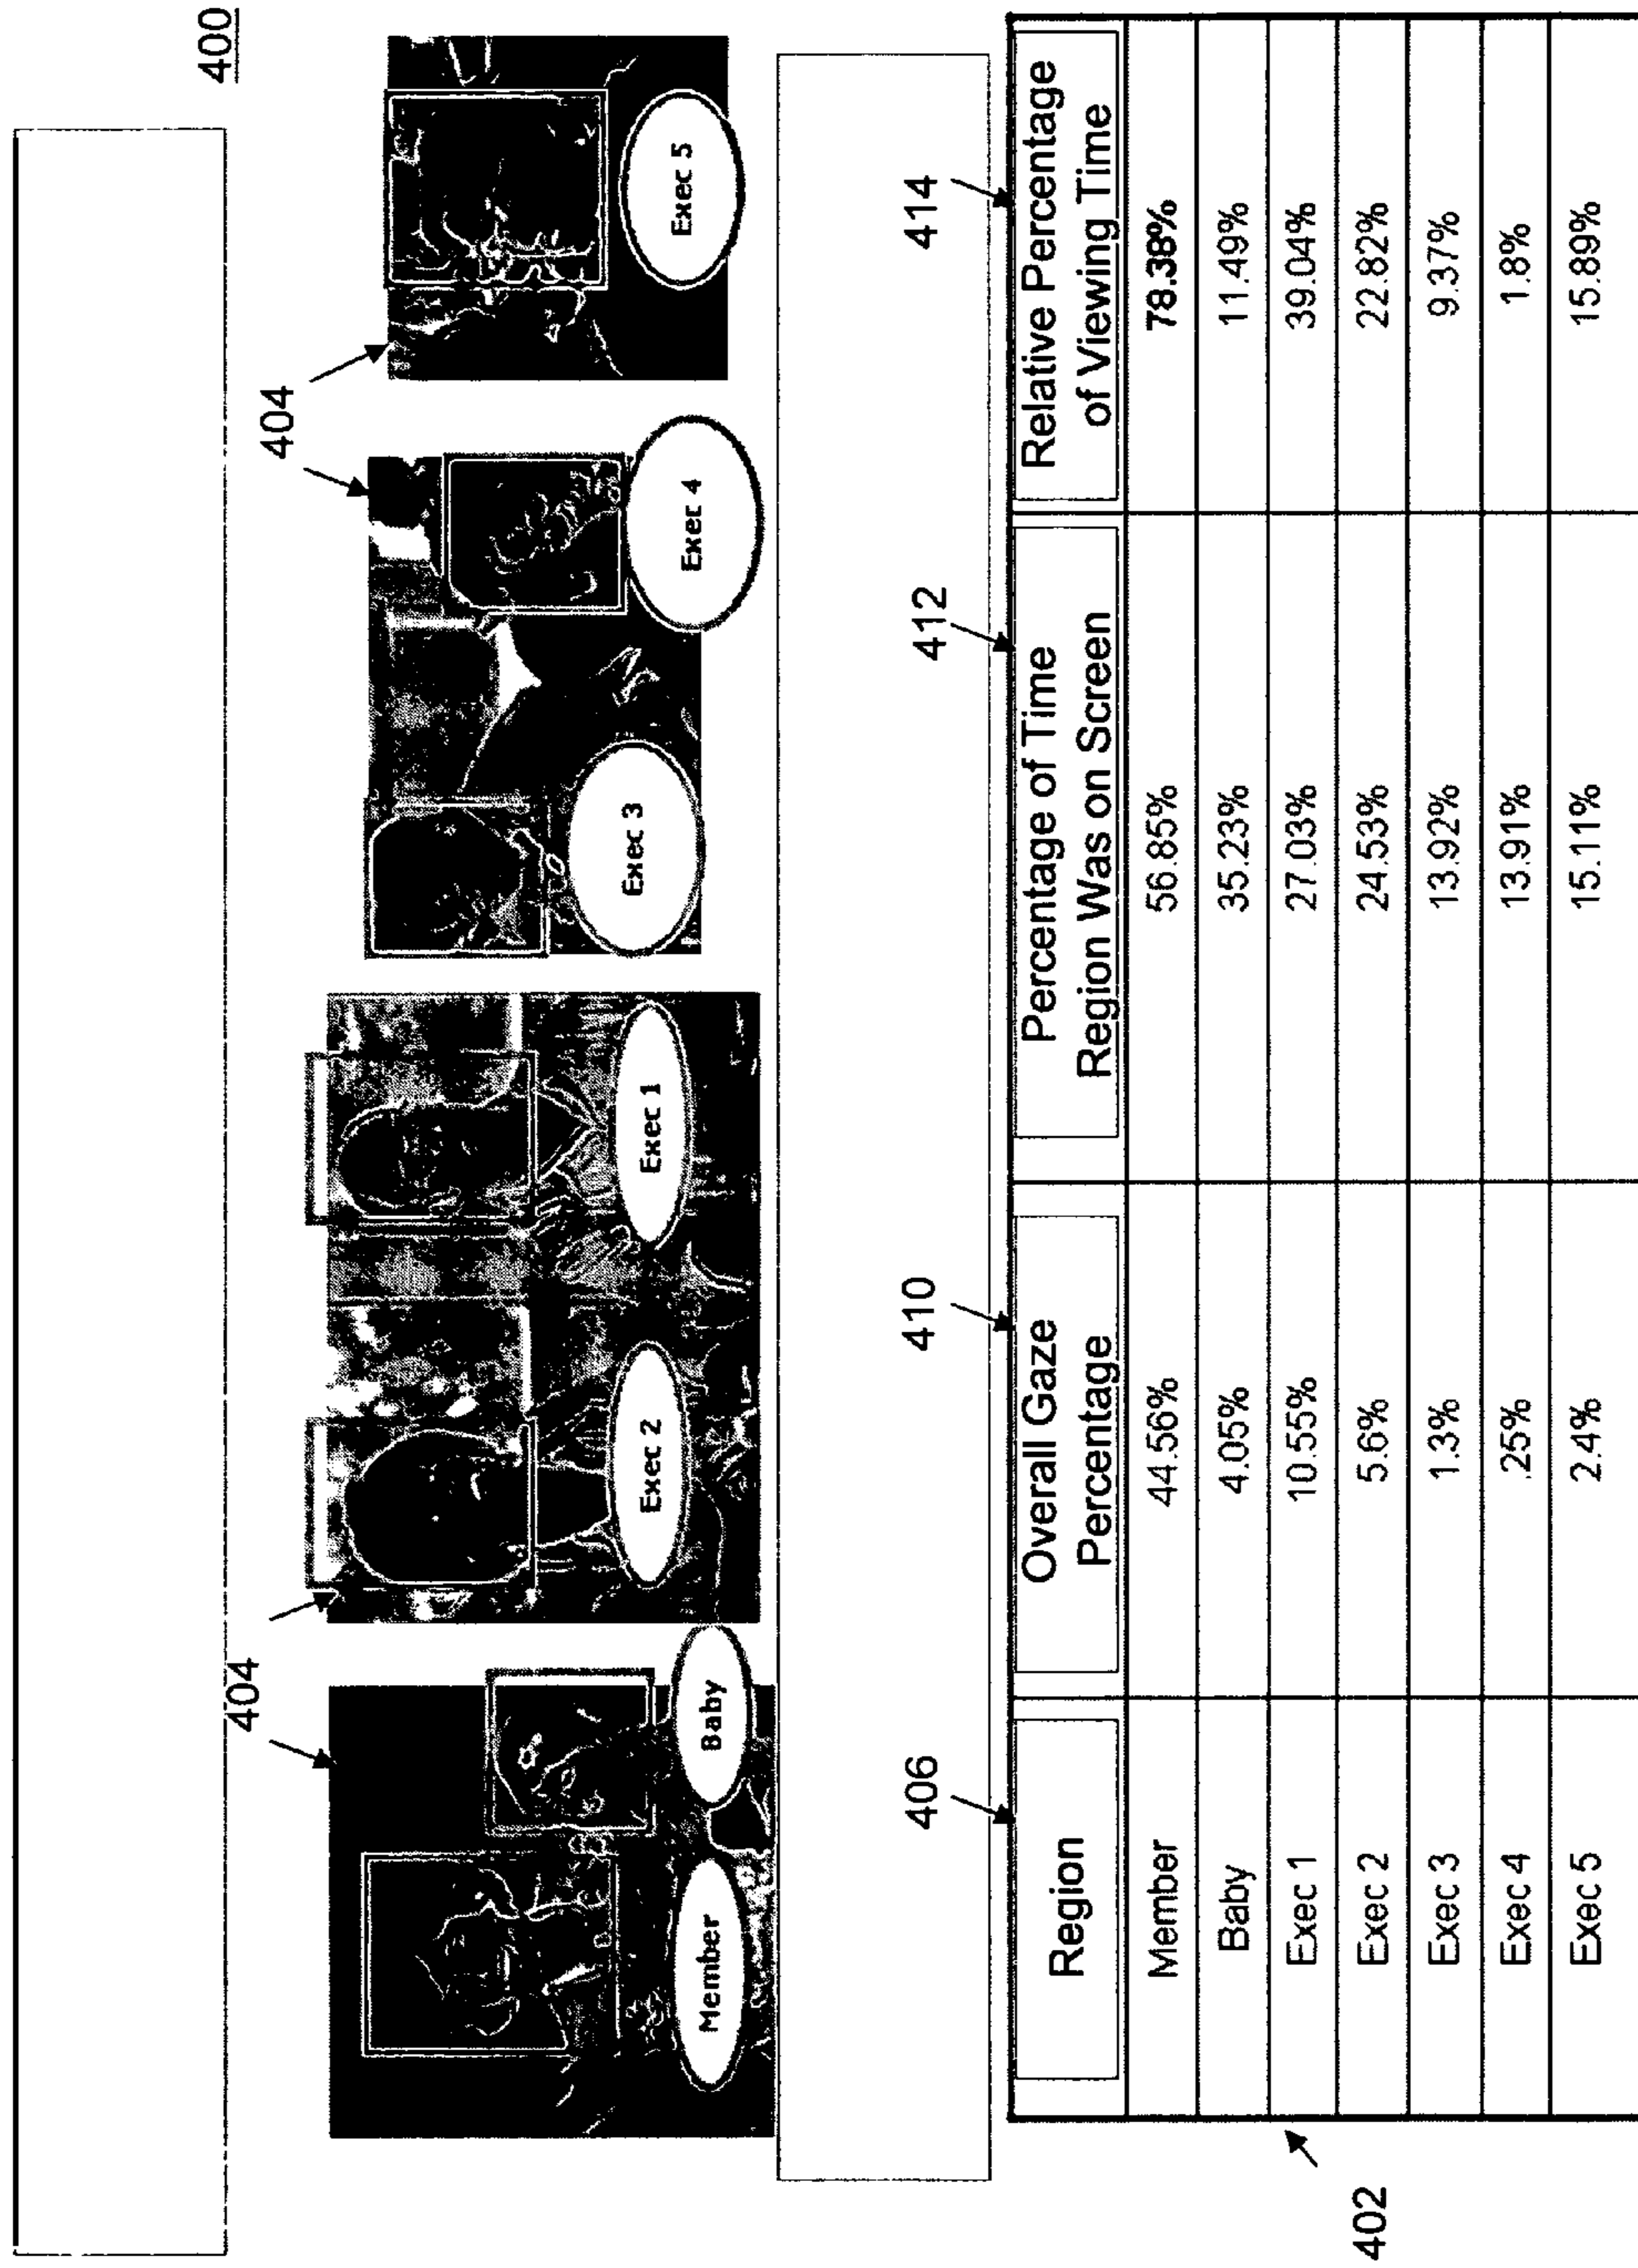 400
404
404
Member
Baby
Exec 2
Exec 1
Exec 3
Exec 4
Exec 5
402
406
410
412
414
Region
Overall Gaze
Percentage
Percentage of Time
Region Was on Screen
Relative Percentage
of Viewing Time
Member 44.56% 56.85% 78.38%
Baby 4.05% 35.23% 11.49%
Exec 1 10.55% 27.03% 39.04%
Exec 2 5.6% 24.53% 22.82%
Exec 3 1.3% 13.92% 9.37%
Exec 4 .25% 13.91% 1.8%
Exec 5 2.4% 15.11% 15.89%